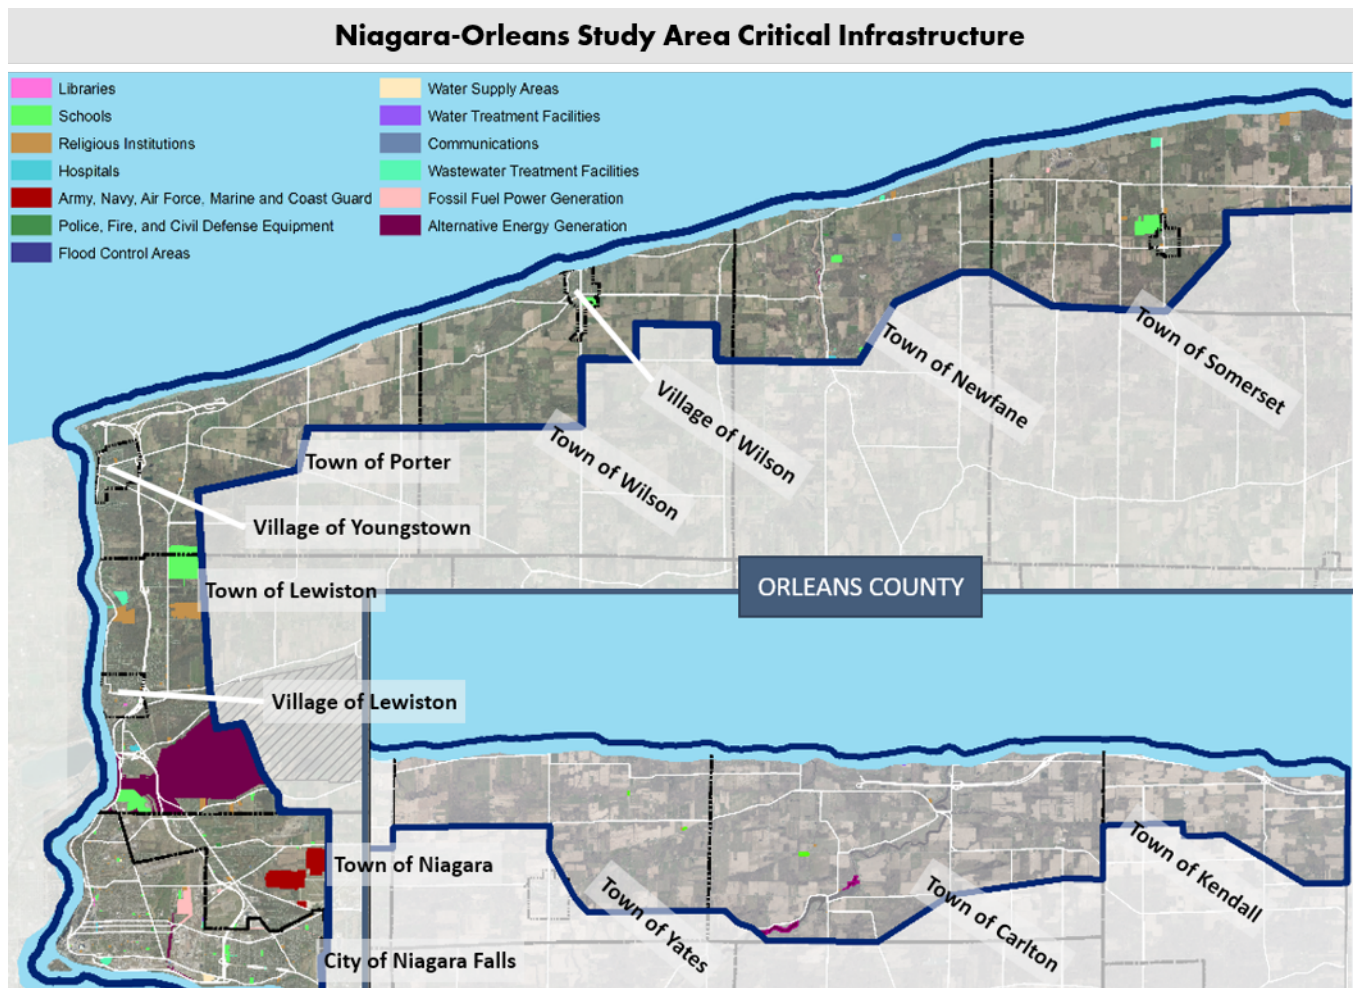 Niagara-Orleans Study Area Critical Infrastructure
Libraries
Schools
Religious Institutions
Hospitals
Army, Navy, Air Force, Marine and Coast Guard
Police, Fire, and Civil Defense Equipment
Flood Control Areas
Water Supply Areas
Water Treatment Facilities
Communications
Wastewater Treatment Facilities
Fossil Fuel Power Generation
Alternative Energy Generation
Town of Somerset
Town of Newfane
Village of Wilson
Town of Wilson
Town of Porter
Village of Youngstown
Town of Lewiston
Village of Lewiston
Town of Niagara
City of Niagara Falls
ORLEANS COUNTY
Town of Yates
Town of Carlton
Town of Kendall